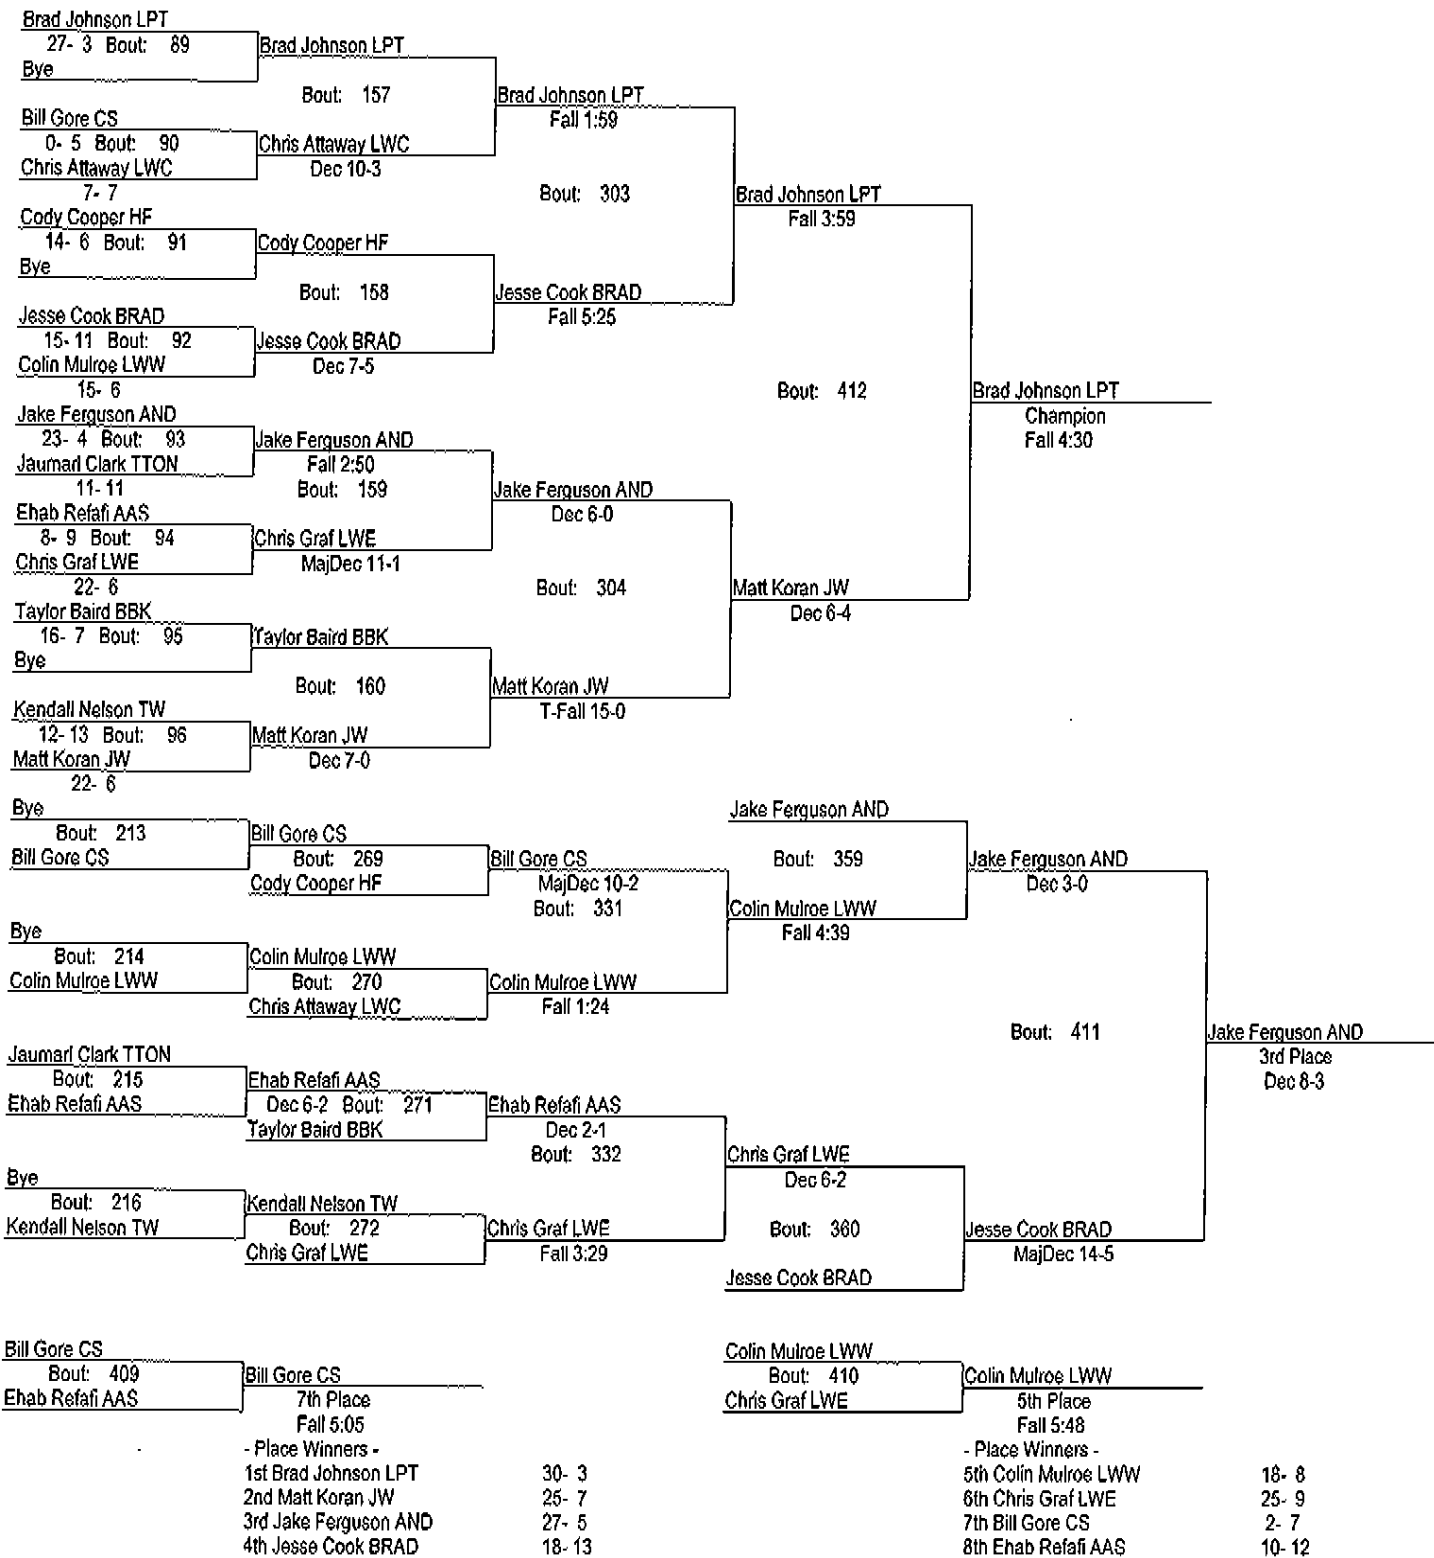 Brad Johnson LPT
27- 3 Bout: 89
Bye
Brad Johnson LPT
Bout: 157
Bill Gore CS
0- 5 Bout: 90
Chris Attaway LWC
7- 7
Chris Attaway LWC
Dec 10-3
Brad Johnson LPT
Fall 1:59
Bout: 303
Cody Cooper HF
14- 6 Bout: 91
Bye
Cody Cooper HF
Bout: 158
Jesse Cook BRAD
15- 11 Bout: 92
Colin Mulroe LWW
15- 6
Jesse Cook BRAD
Dec 7-5
Jesse Cook BRAD
Fall 5:25
Brad Johnson LPT
Fall 3:59
Bout: 412
Brad Johnson LPT
Champion
Fall 4:30
Jake Ferguson AND
23- 4 Bout: 93
Jaumarl Clark TTON
11- 11
Jake Ferguson AND
Fall 2:50
Bout: 159
Ehab Refafi AAS
8- 9 Bout: 94
Chris Graf LWE
22- 6
Chris Graf LWE
MajDec 11-1
Jake Ferguson AND
Dec 6-0
Bout: 304
Taylor Baird BBK
16- 7 Bout: 95
Bye
Taylor Baird BBK
Bout: 160
Kendall Nelson TW
12- 13 Bout: 96
Matt Koran JW
22- 6
Matt Koran JW
Dec 7-0
Matt Koran JW
T-Fall 15-0
Matt Koran JW
Dec 6-4
Bye
Bout: 213
Bill Gore CS
Bill Gore CS
Bout: 269
Cody Cooper HF
Bill Gore CS
MajDec 10-2
Bout: 331
Bye
Bout: 214
Colin Mulroe LWW
Colin Mulroe LWW
Bout: 270
Chris Attaway LWC
Colin Mulroe LWW
Fall 1:24
Jake Ferguson AND
Bout: 359
Colin Mulroe LWW
Fall 4:39
Jake Ferguson AND
Dec 3-0
Bout: 411
Jake Ferguson AND
3rd Place
Dec 8-3
Jaumarl Clark TTON
Bout: 215
Ehab Refafi AAS
Ehab Refafi AAS
Dec 6-2 Bout: 271
Taylor Baird BBK
Ehab Refafi AAS
Dec 2-1
Bout: 332
Bye
Bout: 216
Kendall Nelson TW
Kendall Nelson TW
Bout: 272
Chris Graf LWE
Chris Graf LWE
Fall 3:29
Chris Graf LWE
Dec 6-2
Bout: 360
Jesse Cook BRAD
Jesse Cook BRAD
MajDec 14-5
Bill Gore CS
Bout: 409
Ehab Refafi AAS
Bill Gore CS
7th Place
Fall 5:05
Colin Mulroe LWW
Bout: 410
Chris Graf LWE
Colin Mulroe LWW
5th Place
Fall 5:48
- Place Winners -
1st Brad Johnson LPT 30- 3
2nd Matt Koran JW 25- 7
3rd Jake Ferguson AND 27- 5
4th Jesse Cook BRAD 18- 13
- Place Winners -
5th Colin Mulroe LWW 18- 8
6th Chris Graf LWE 25- 9
7th Bill Gore CS 2- 7
8th Ehab Refafi AAS 10- 12